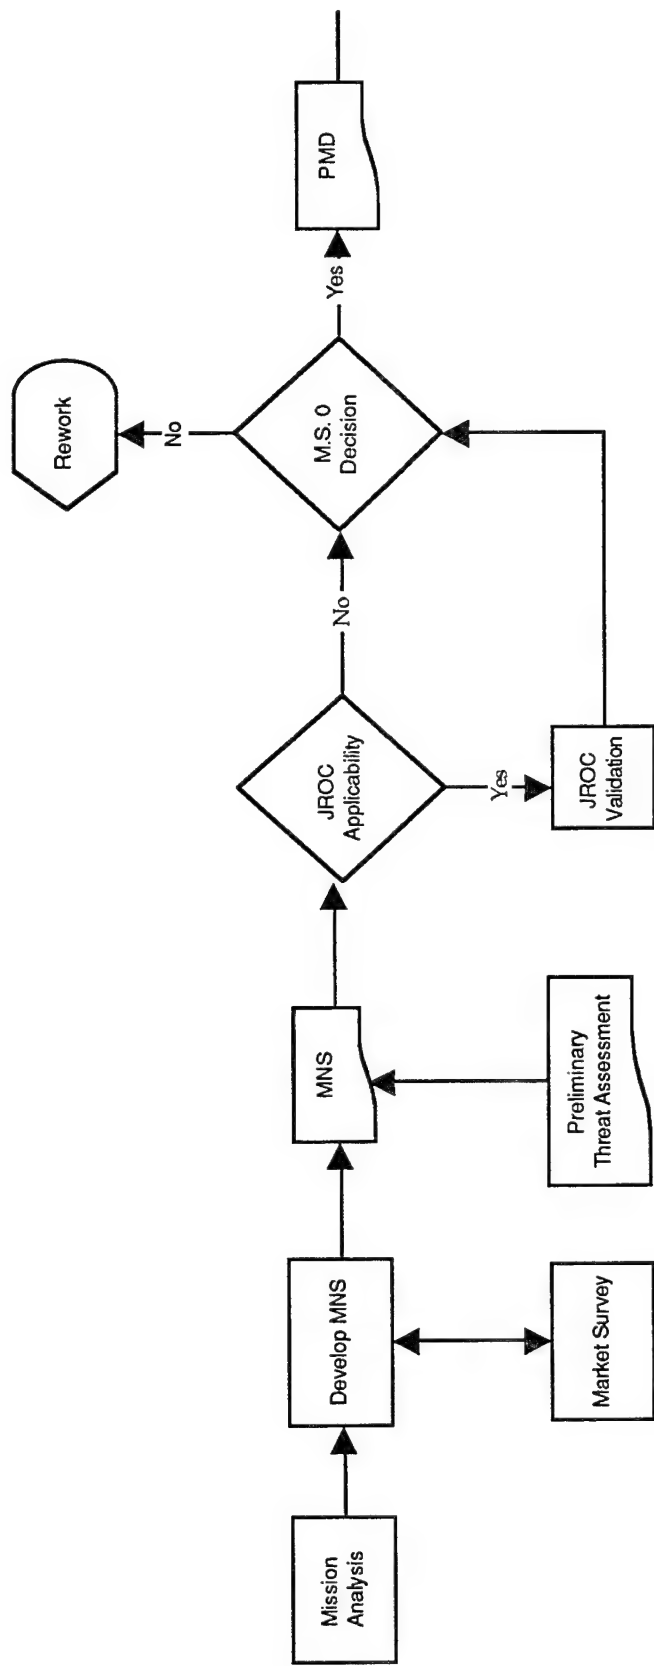 Mission
Analysis
Develop MNS
Market Survey
MNS
Preliminary
Threat Assessment
JROC
Applicability
Yes
JROC
Validation
No
M.S. 0
Decision
No
Rework
Yes
PMD